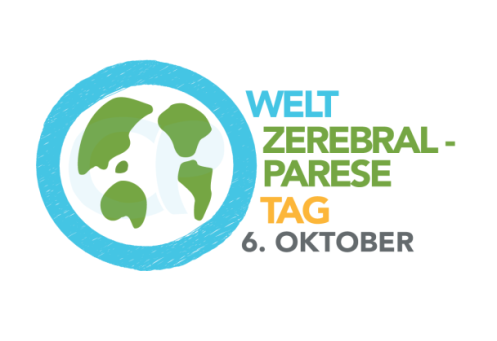 WELT
ZEREBRAL -
PARESE
TAG
6. OKTOBER